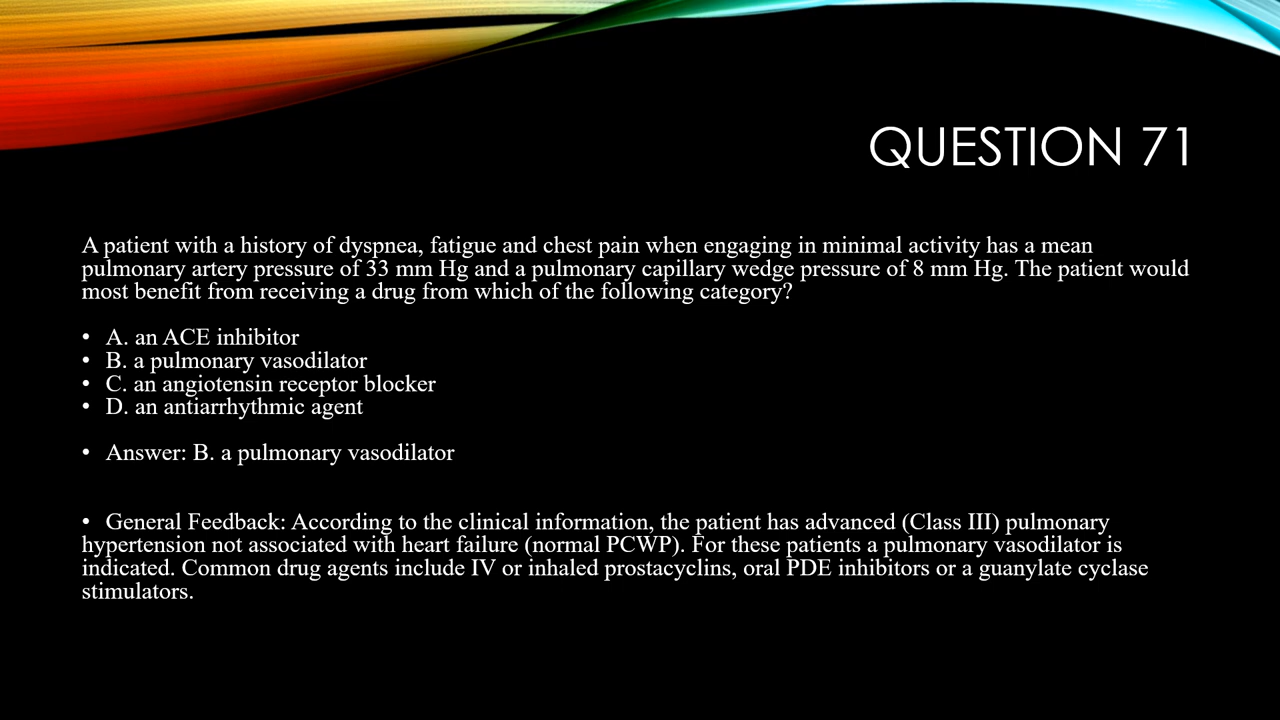 QUESTION 71
A patient with a history of dyspnea, fatigue and chest pain when engaging in minimal activity has a mean
pulmonary artery pressure of 33 mm Hg and a pulmonary capillary wedge pressure of 8 mm Hg. The patient would
most benefit from receiving a drug from which of the following category?
• A. an ACE inhibitor
• B. a pulmonary vasodilator
• C. an angiotensin receptor blocker
• D. an antiarrhythmic agent
• Answer: B. a pulmonary vasodilator
• General Feedback: According to the clinical information, the patient has advanced (Class III) pulmonary
hypertension not associated with heart failure (normal PCWP). For these patients a pulmonary vasodilator is
indicated. Common drug agents include IV or inhaled prostacyclins, oral PDE inhibitors or a guanylate cyclase
stimulators.